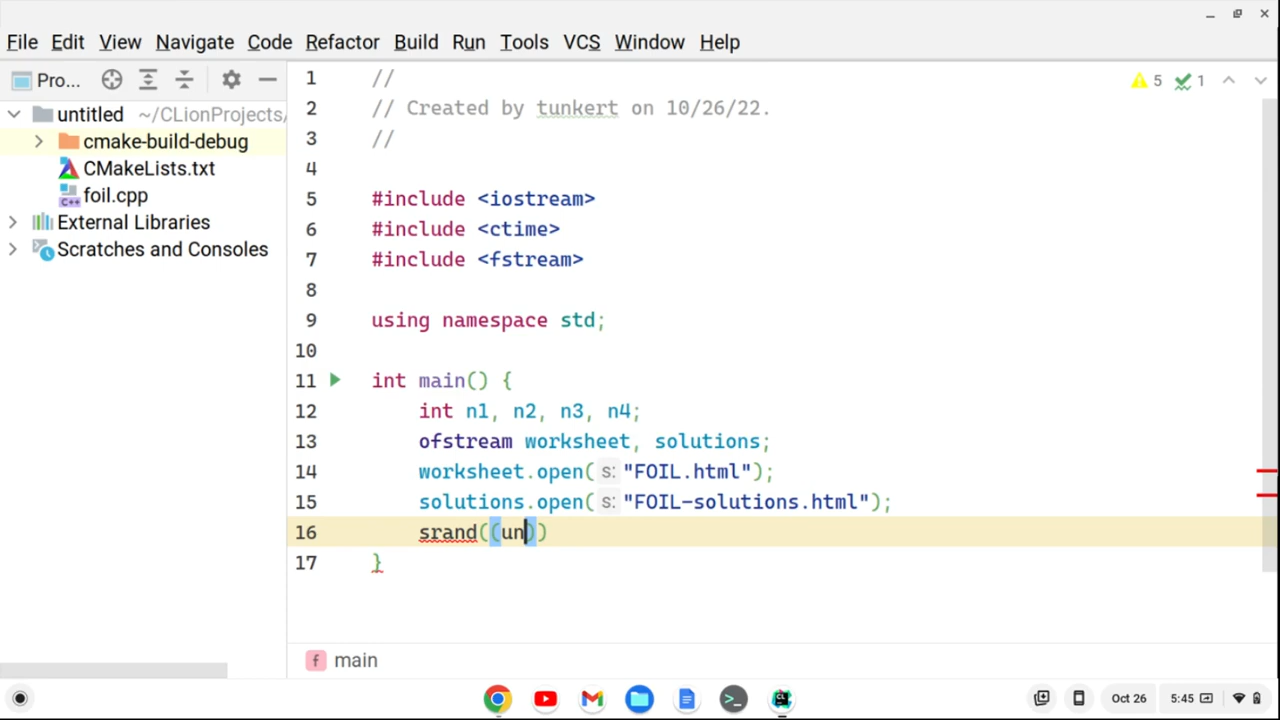 File Edit View Navigate Code Refactor Build Run Tools VCS Window Help
Pro...
untitled ~/CLionProjects/
cmake-build-debug
CMakeLists.txt
foil.cpp
External Libraries
Scratches and Consoles
1 //
2 // Created by tunkert on 10/26/22.
3 //
4
5 #include <iostream>
6 #include <ctime>
7 #include <fstream>
8
9 using namespace std;
10
11 int main() {
12 int n1, n2, n3, n4;
13 ofstream worksheet, solutions;
14 worksheet.open( s: "FOIL.html");
15 solutions.open( s: "FOIL-solutions.html");
16 srand((un))
17 }
5 1
f main
Oct 26 5:45